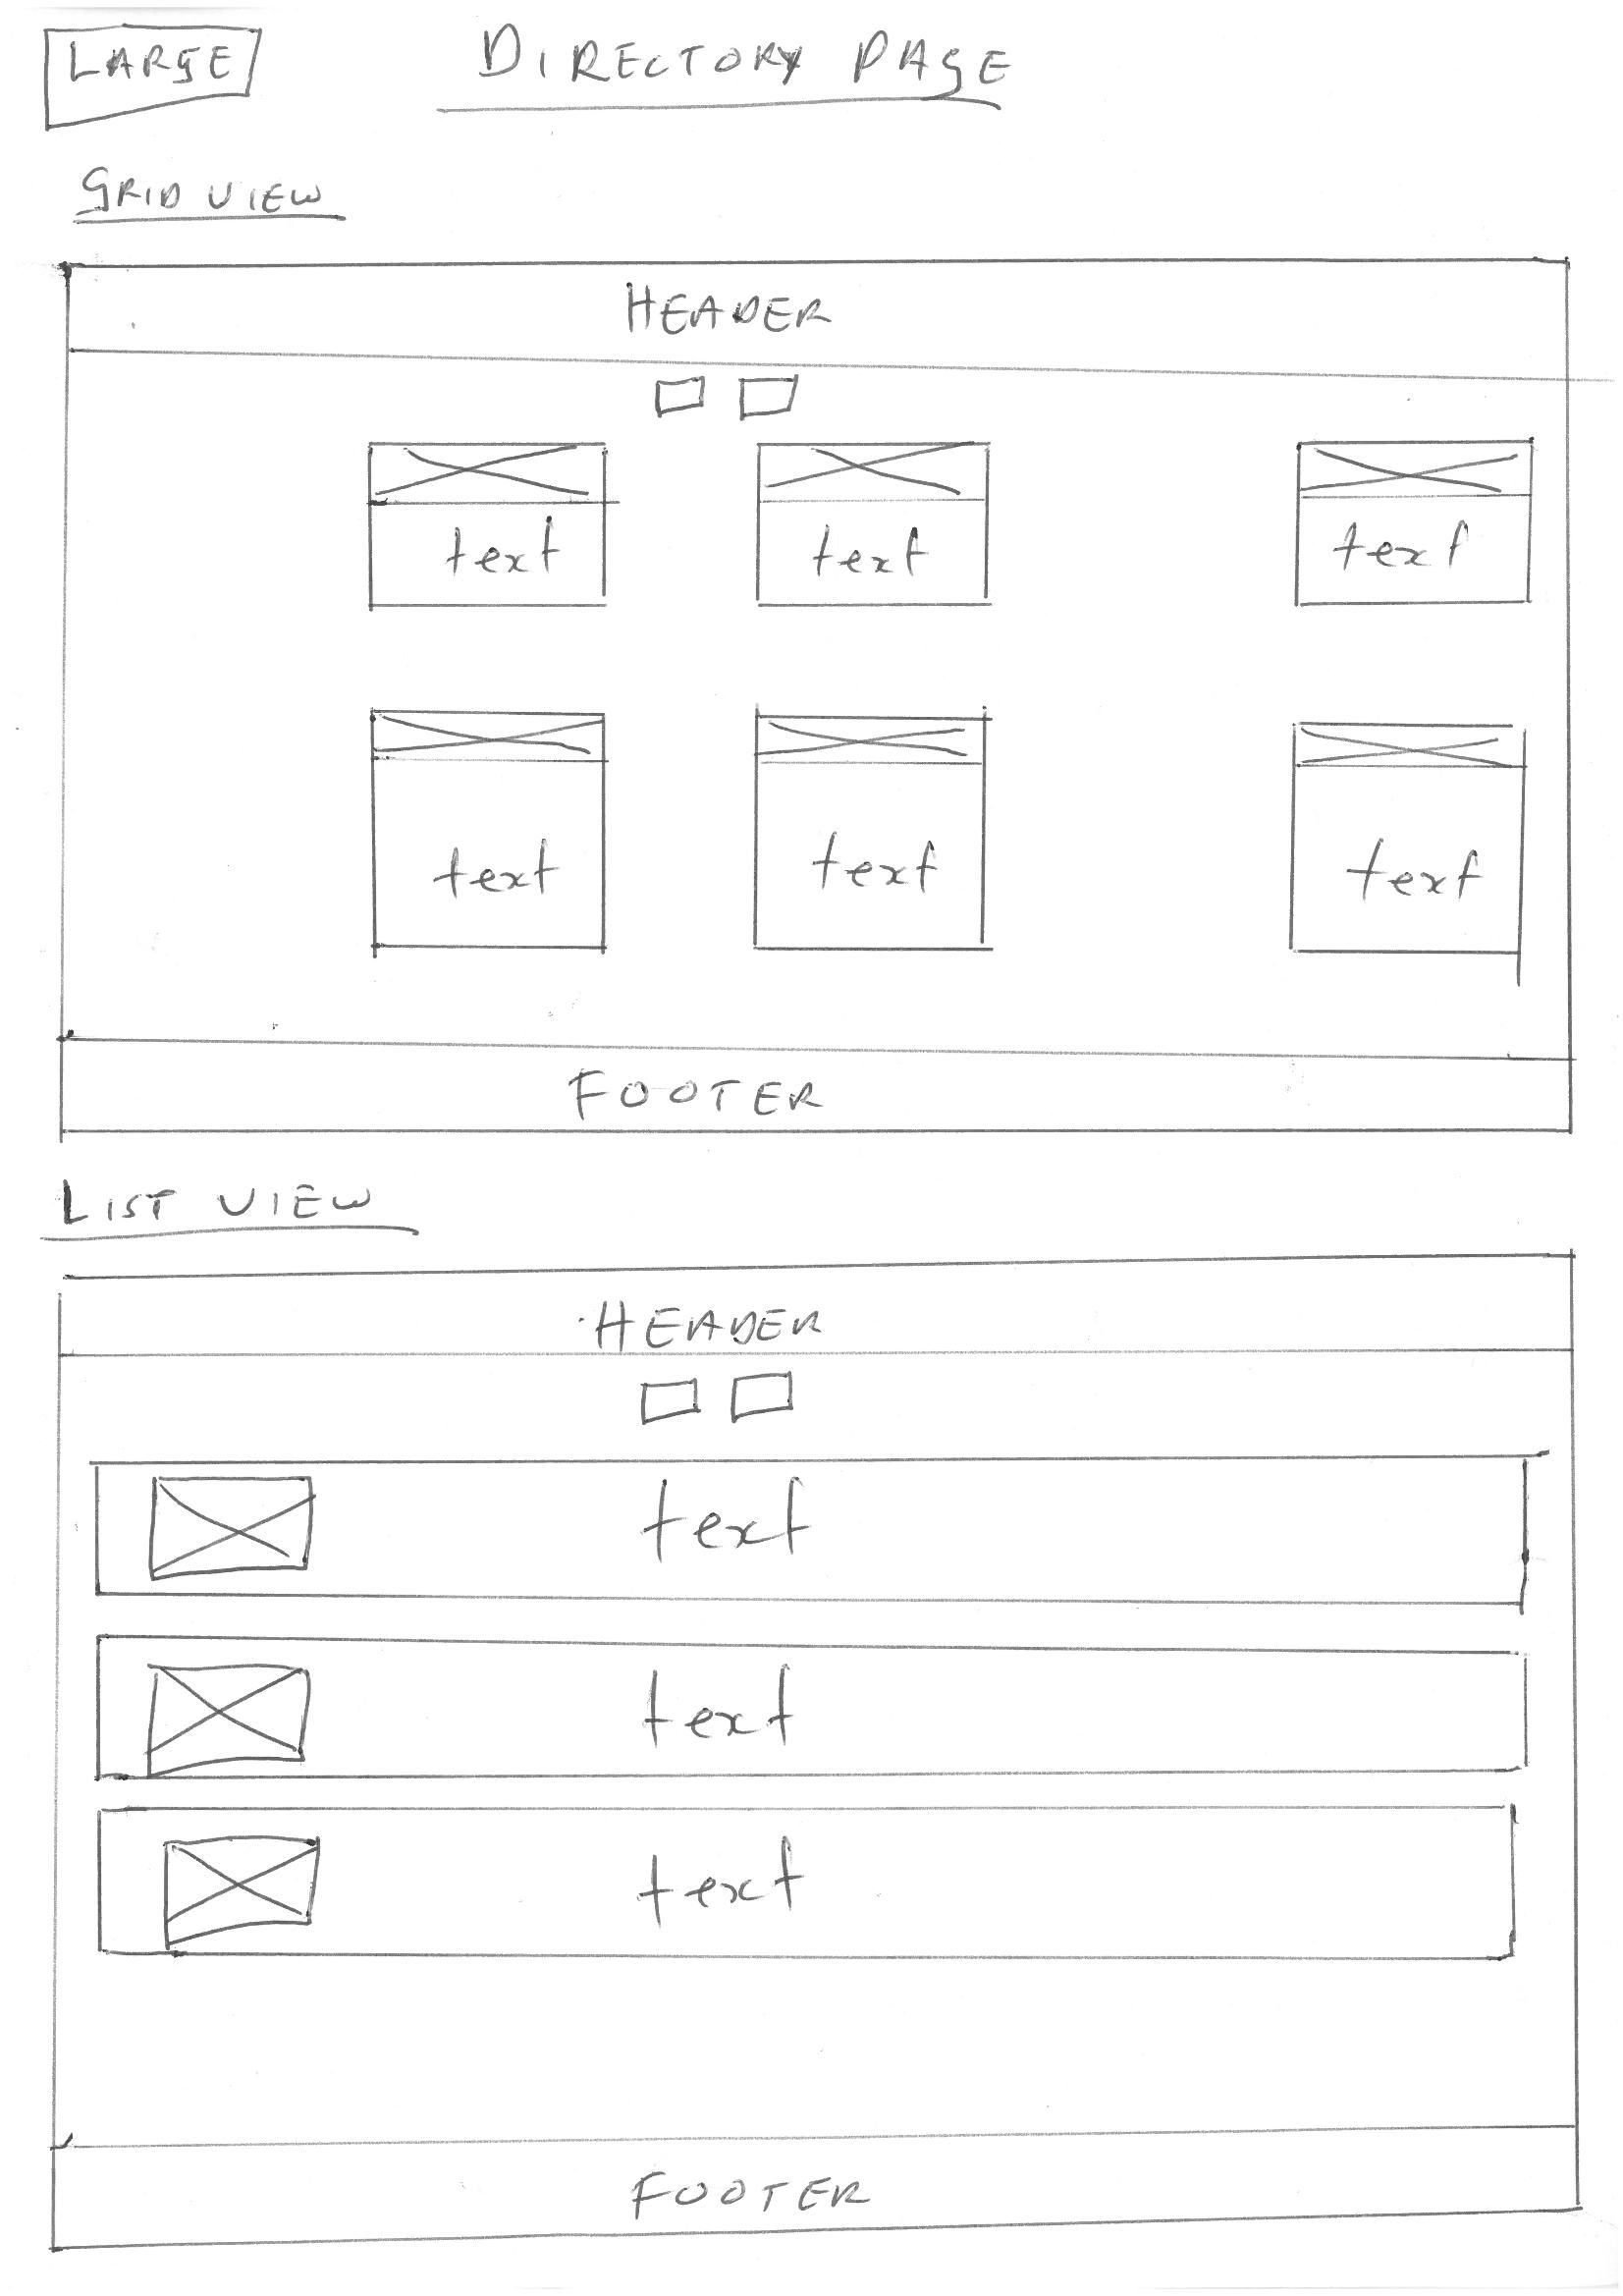 LARGE
DIRECTORY PAGE
GRID VIEW
HEADER
text text text
text text text
FOOTER
LIST VIEW
HEADER
text
text
text
FOOTER